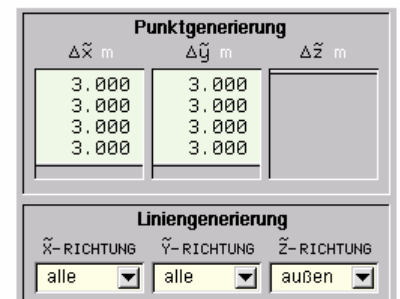 Punktgenerierung
Δx̃ m Δỹ m Δz̃ m
3.000 3.000
3.000 3.000
3.000 3.000
3.000 3.000
Liniengenerierung
X̃-RICHTUNG Ỹ-RICHTUNG Z̃-RICHTUNG
alle alle außen